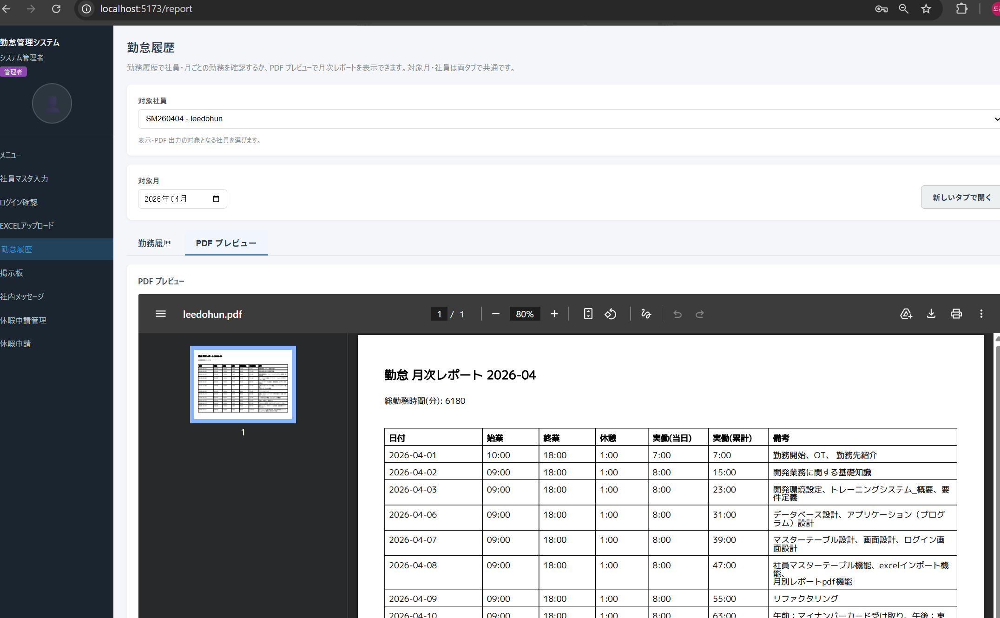 localhost:5173/report
勤怠管理システム
システム管理者
管理者
メニュー
社員マスタ入力
ログイン確認
EXCELアップロード
勤怠履歴
掲示板
社内メッセージ
休暇申請管理
休暇申請
勤怠履歴
勤務履歴で社員・月ごとの勤務を確認するか、PDF プレビューで月次レポートを表示できます。対象月・社員は両タブで共通です。
対象社員
SM260404 - leedohun
表示・PDF 出力の対象となる社員を選びます。
対象月
2026年04月
新しいタブで開く
勤務履歴 PDF プレビュー
PDF プレビュー
leedohun.pdf 1 / 1 80%
1
勤怠 月次レポート 2026-04
総勤務時間(分): 6180
日付 始業 終業 休憩 実働(当日) 実働(累計) 備考
2026-04-01 10:00 18:00 1:00 7:00 7:00 勤務開始、OT、 勤務先紹介
2026-04-02 09:00 18:00 1:00 8:00 15:00 開発業務に関する基礎知識
2026-04-03 09:00 18:00 1:00 8:00 23:00 開発環境設定、トレーニングシステム_概要、要
件定義
2026-04-06 09:00 18:00 1:00 8:00 31:00 データベース設計、アプリケーション（プログ
ラム）設計
2026-04-07 09:00 18:00 1:00 8:00 39:00 マスターテーブル設計、画面設計、ログイン画
面設計
2026-04-08 09:00 18:00 1:00 8:00 47:00 社員マスターテーブル機能、excelインポート機
能、
月別レポートpdf機能
2026-04-09 09:00 18:00 1:00 8:00 55:00 リファクタリング
2026-04-10 09:00 18:00 1:00 8:00 63:00 午前：マイナンバーカード受け取り、午後：東